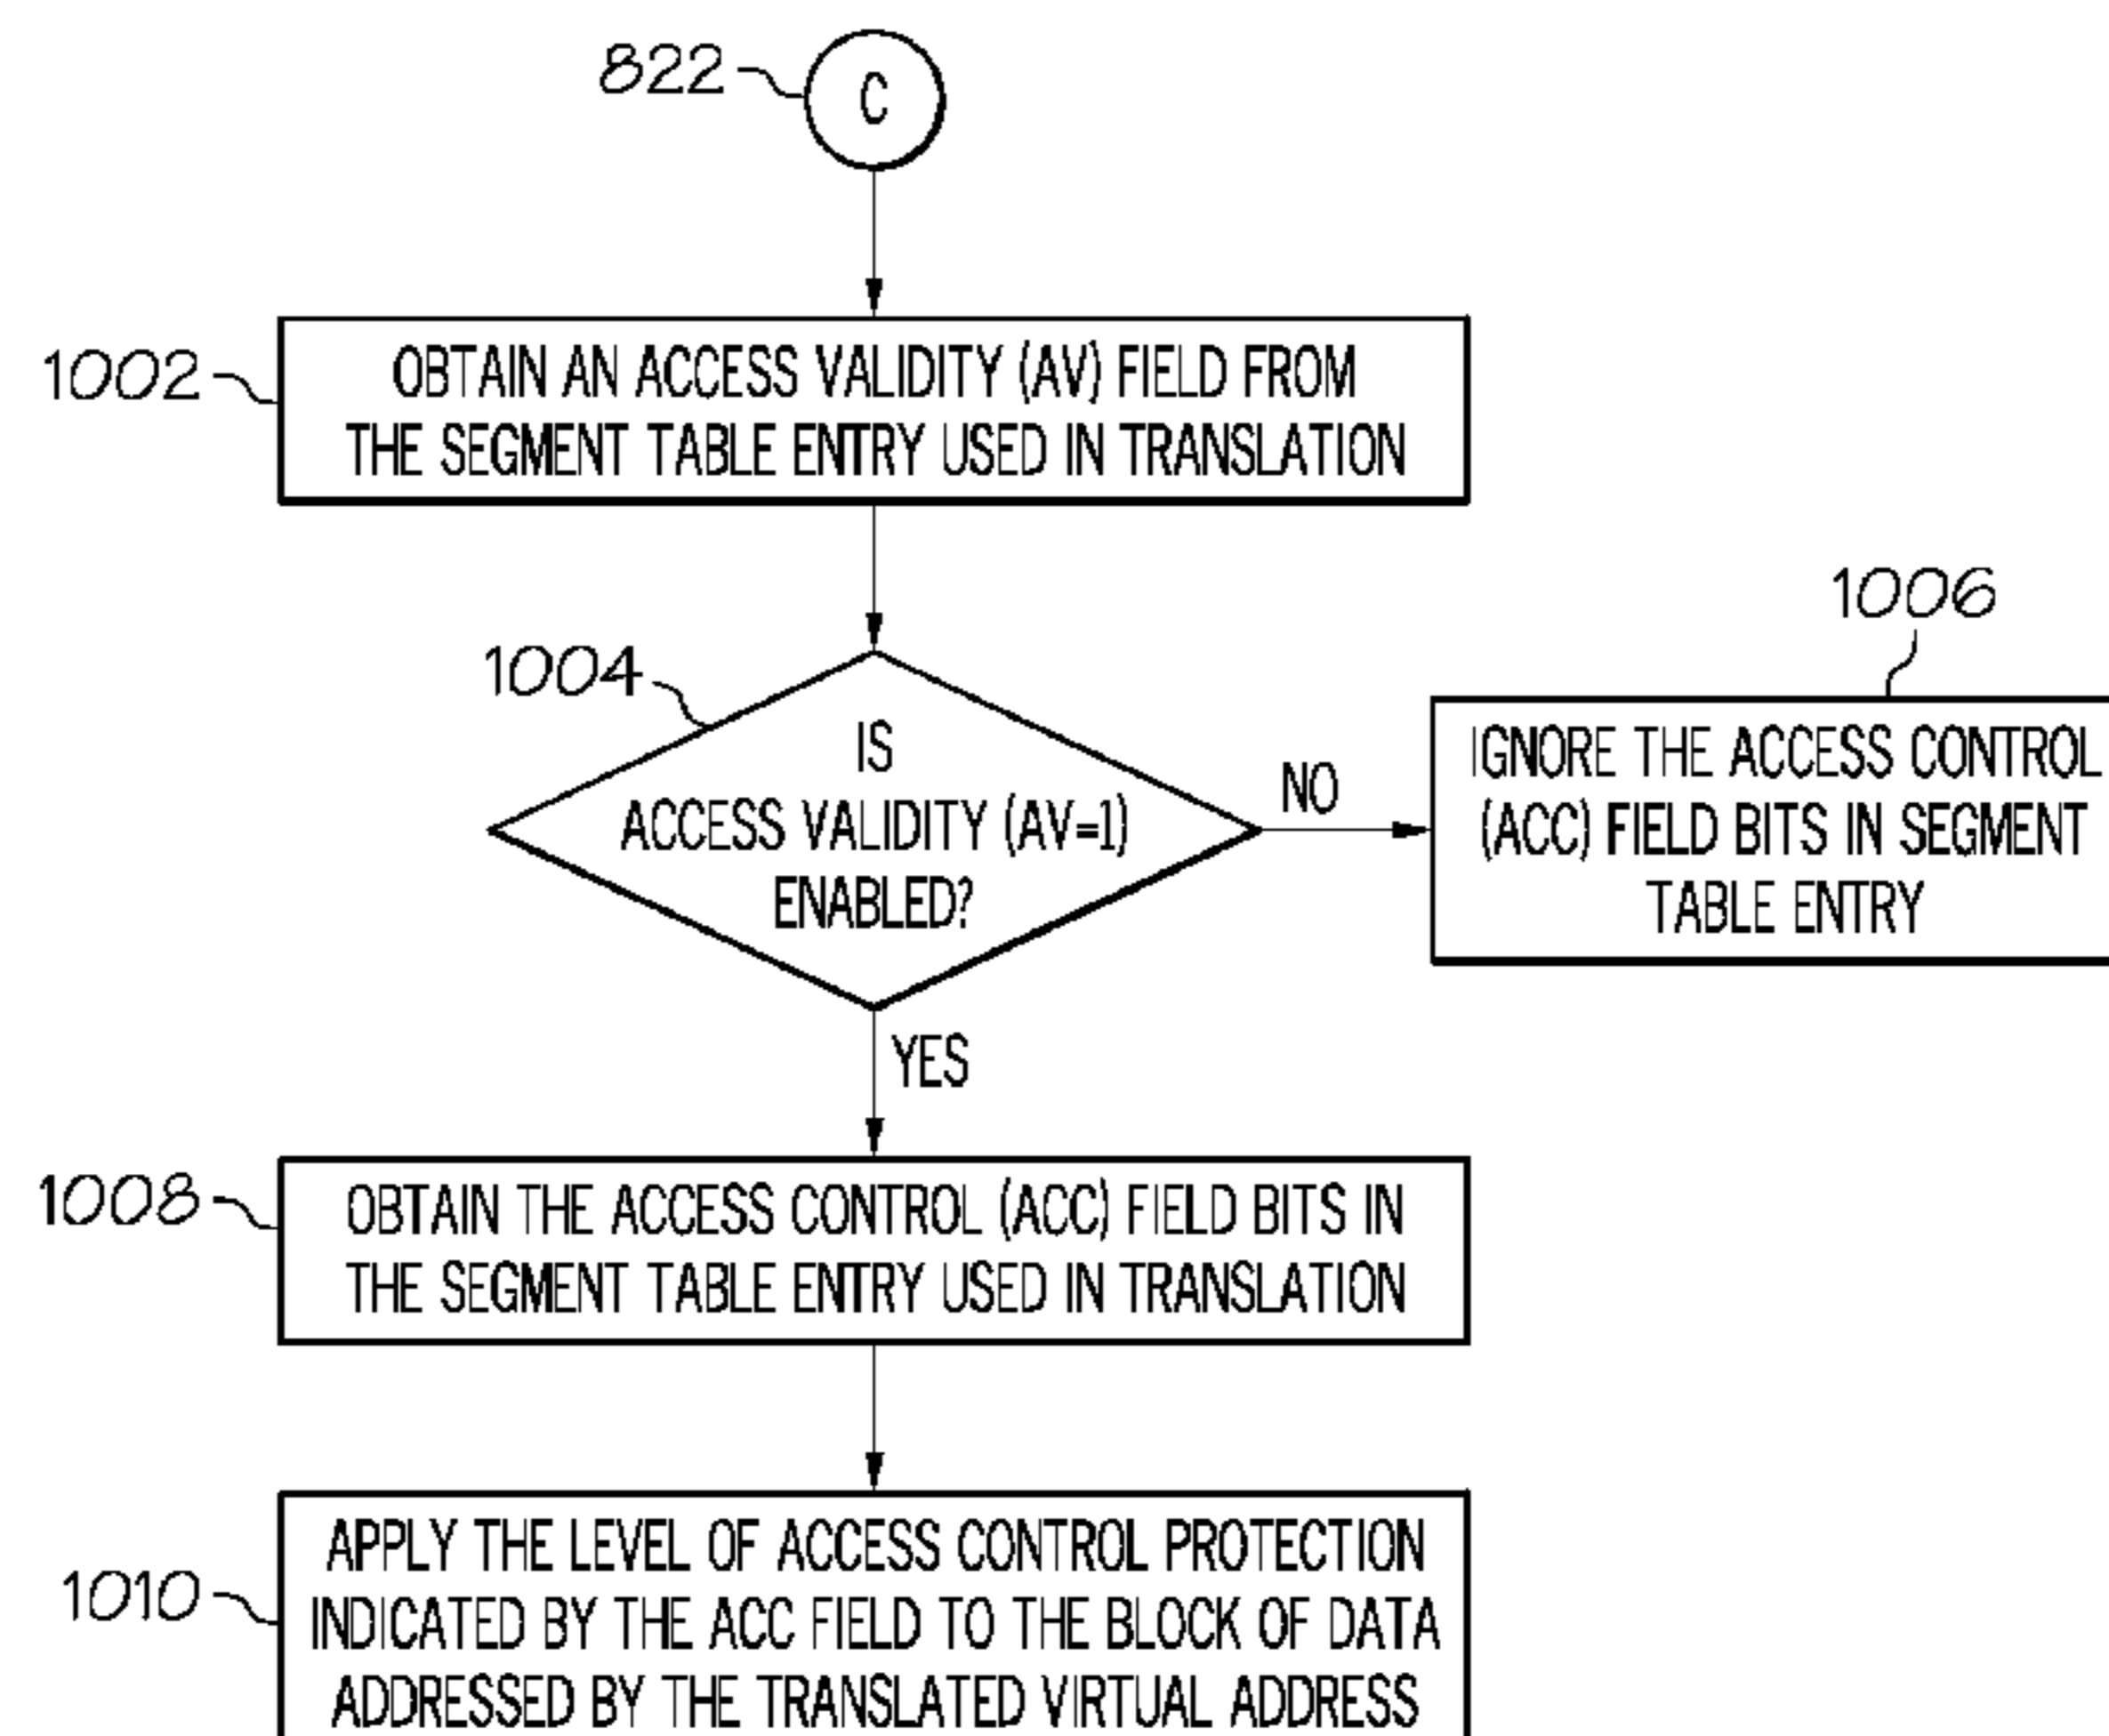 822
C
1002
OBTAIN AN ACCESS VALIDITY (AV) FIELD FROM
THE SEGMENT TABLE ENTRY USED IN TRANSLATION
1004
IS
ACCESS VALIDITY (AV=1)
ENABLED?
NO
1006
IGNORE THE ACCESS CONTROL
(ACC) FIELD BITS IN SEGMENT
TABLE ENTRY
YES
1008
OBTAIN THE ACCESS CONTROL (ACC) FIELD BITS IN
THE SEGMENT TABLE ENTRY USED IN TRANSLATION
1010
APPLY THE LEVEL OF ACCESS CONTROL PROTECTION
INDICATED BY THE ACC FIELD TO THE BLOCK OF DATA
ADDRESSED BY THE TRANSLATED VIRTUAL ADDRESS